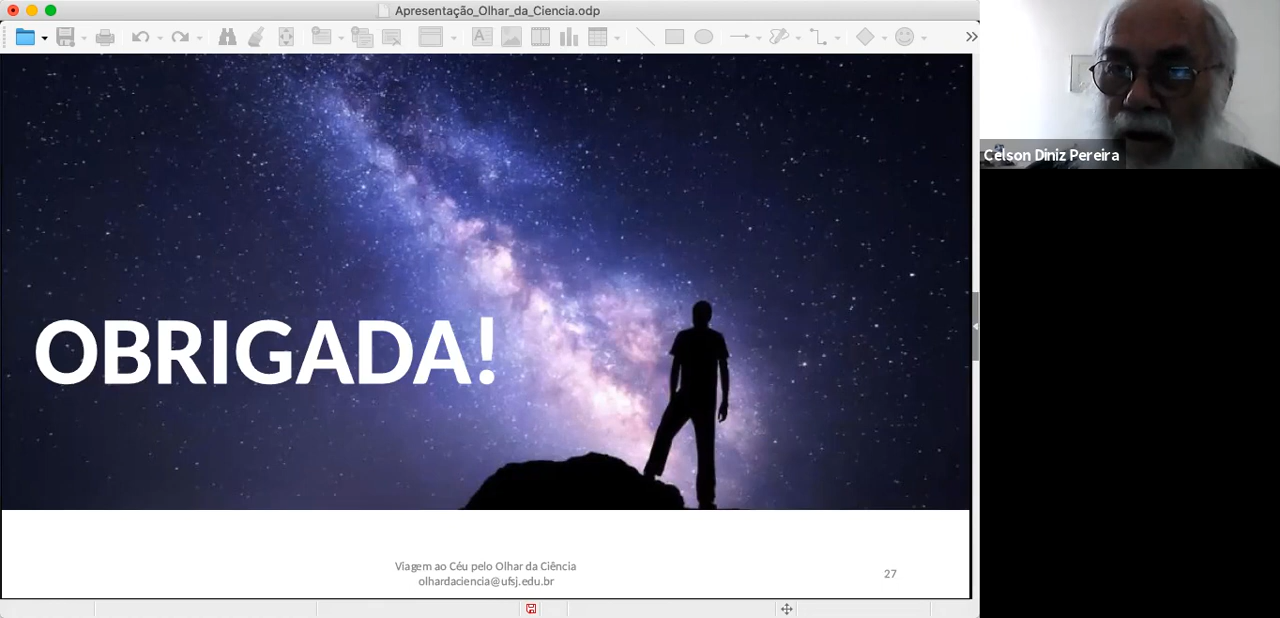 Apresentação_Olhar_da_Ciencia.odp
Celson Diniz Pereira
OBRIGADA!
Viagem ao Céu pelo Olhar da Ciência
olhardaciencia@ufsj.edu.br
27